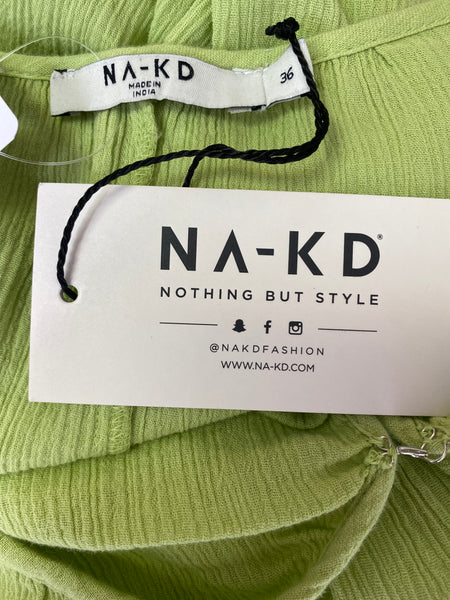 NA-KD
MADE IN
INDIA
36
NA-KD®
NOTHING BUT STYLE
@NAKDFASHION
WWW.NA-KD.COM